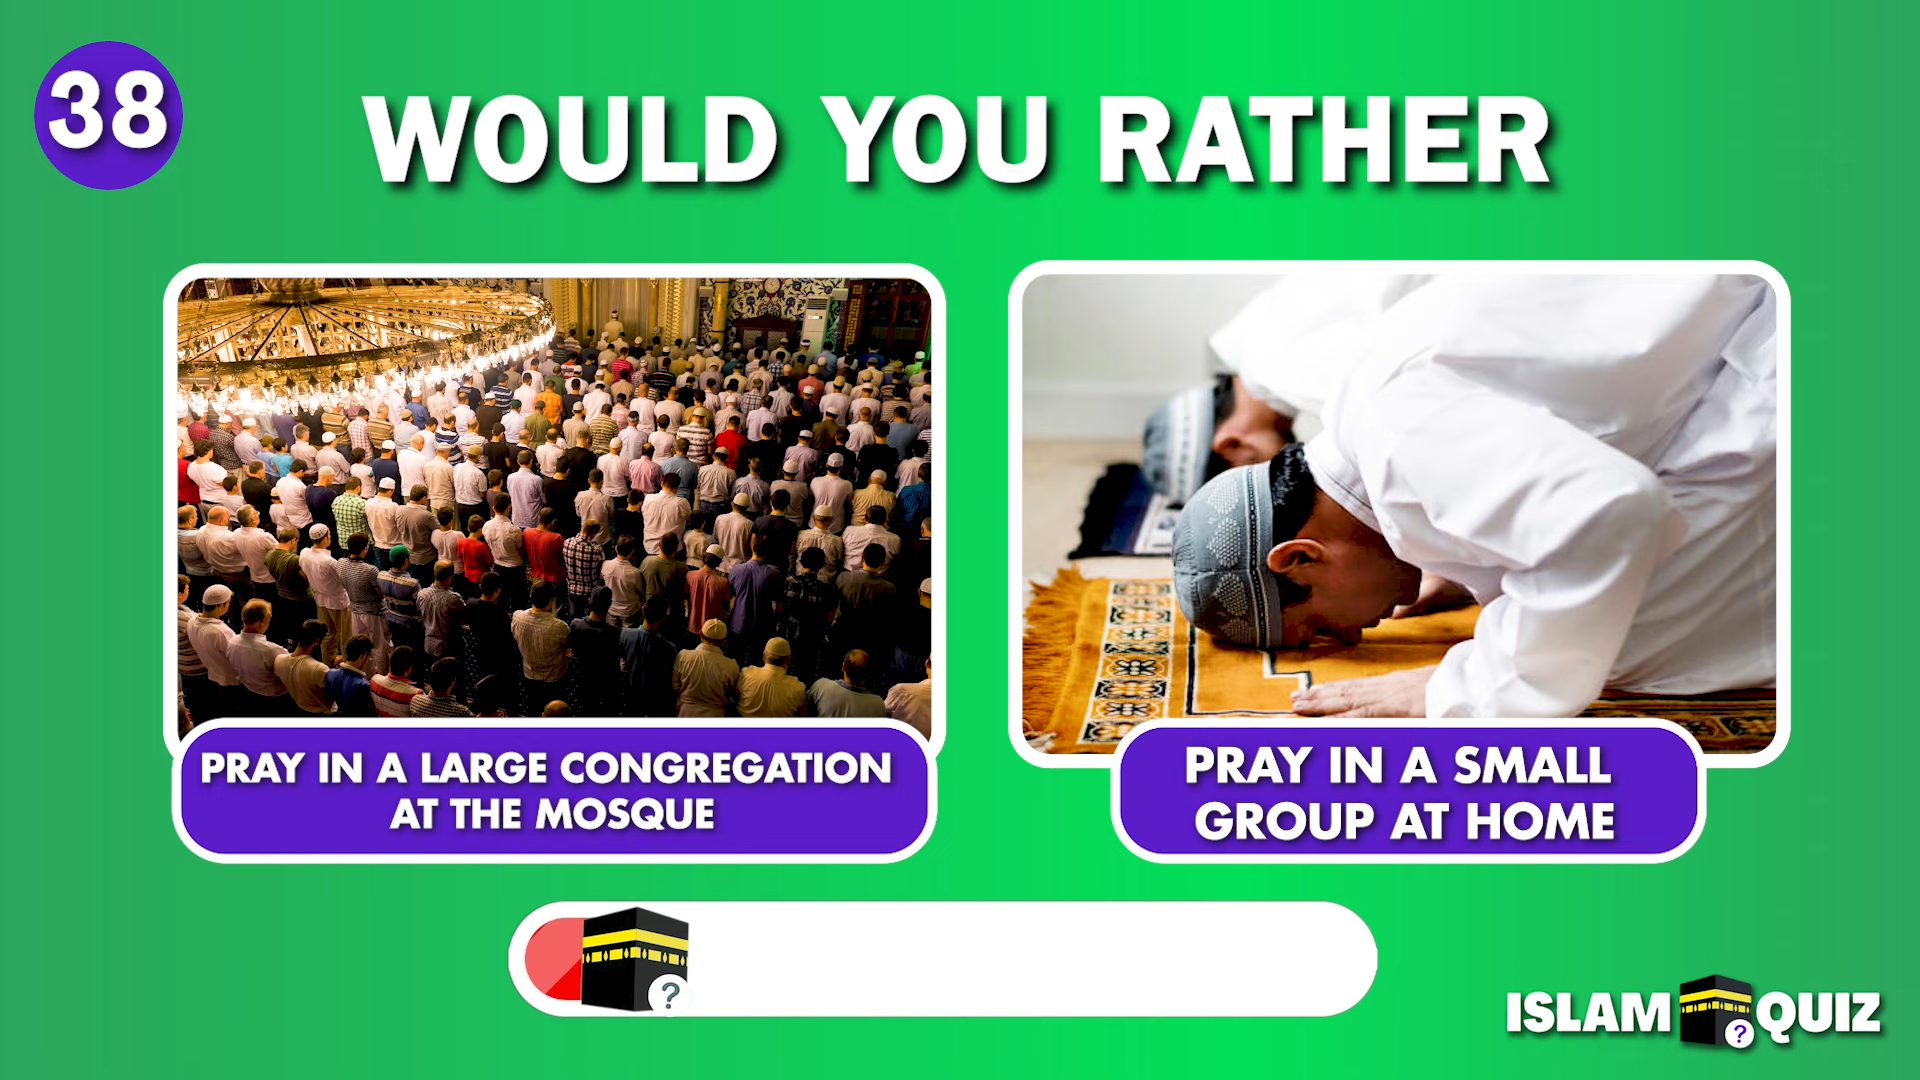 38
WOULD YOU RATHER
PRAY IN A LARGE CONGREGATION
AT THE MOSQUE
PRAY IN A SMALL
GROUP AT HOME
?
ISLAM QUIZ
?